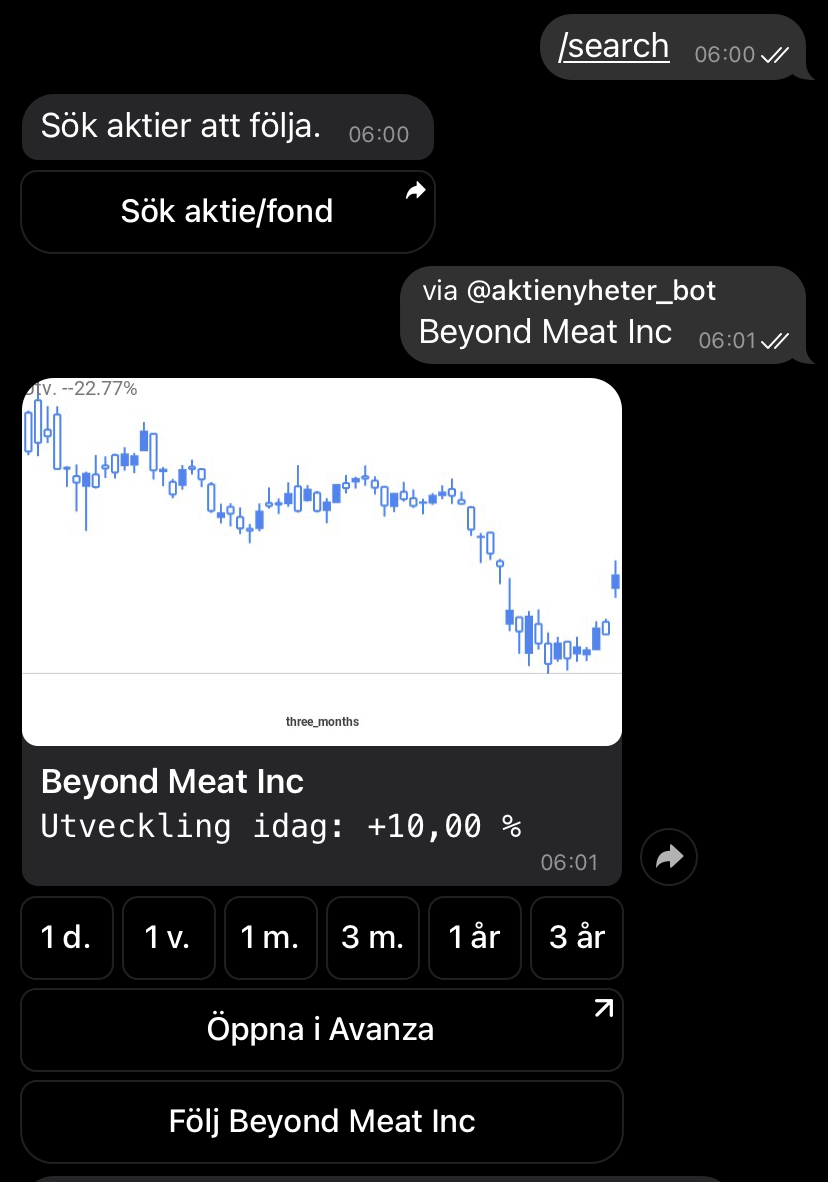 /search 06:00
Sök aktier att följa. 06:00
Sök aktie/fond
via @aktienyheter_bot
Beyond Meat Inc 06:01
Utv. --22.77%
three_months
Beyond Meat Inc
Utveckling idag: +10,00 %
06:01
1 d. 1 v. 1 m. 3 m. 1 år 3 år
Öppna i Avanza
Följ Beyond Meat Inc